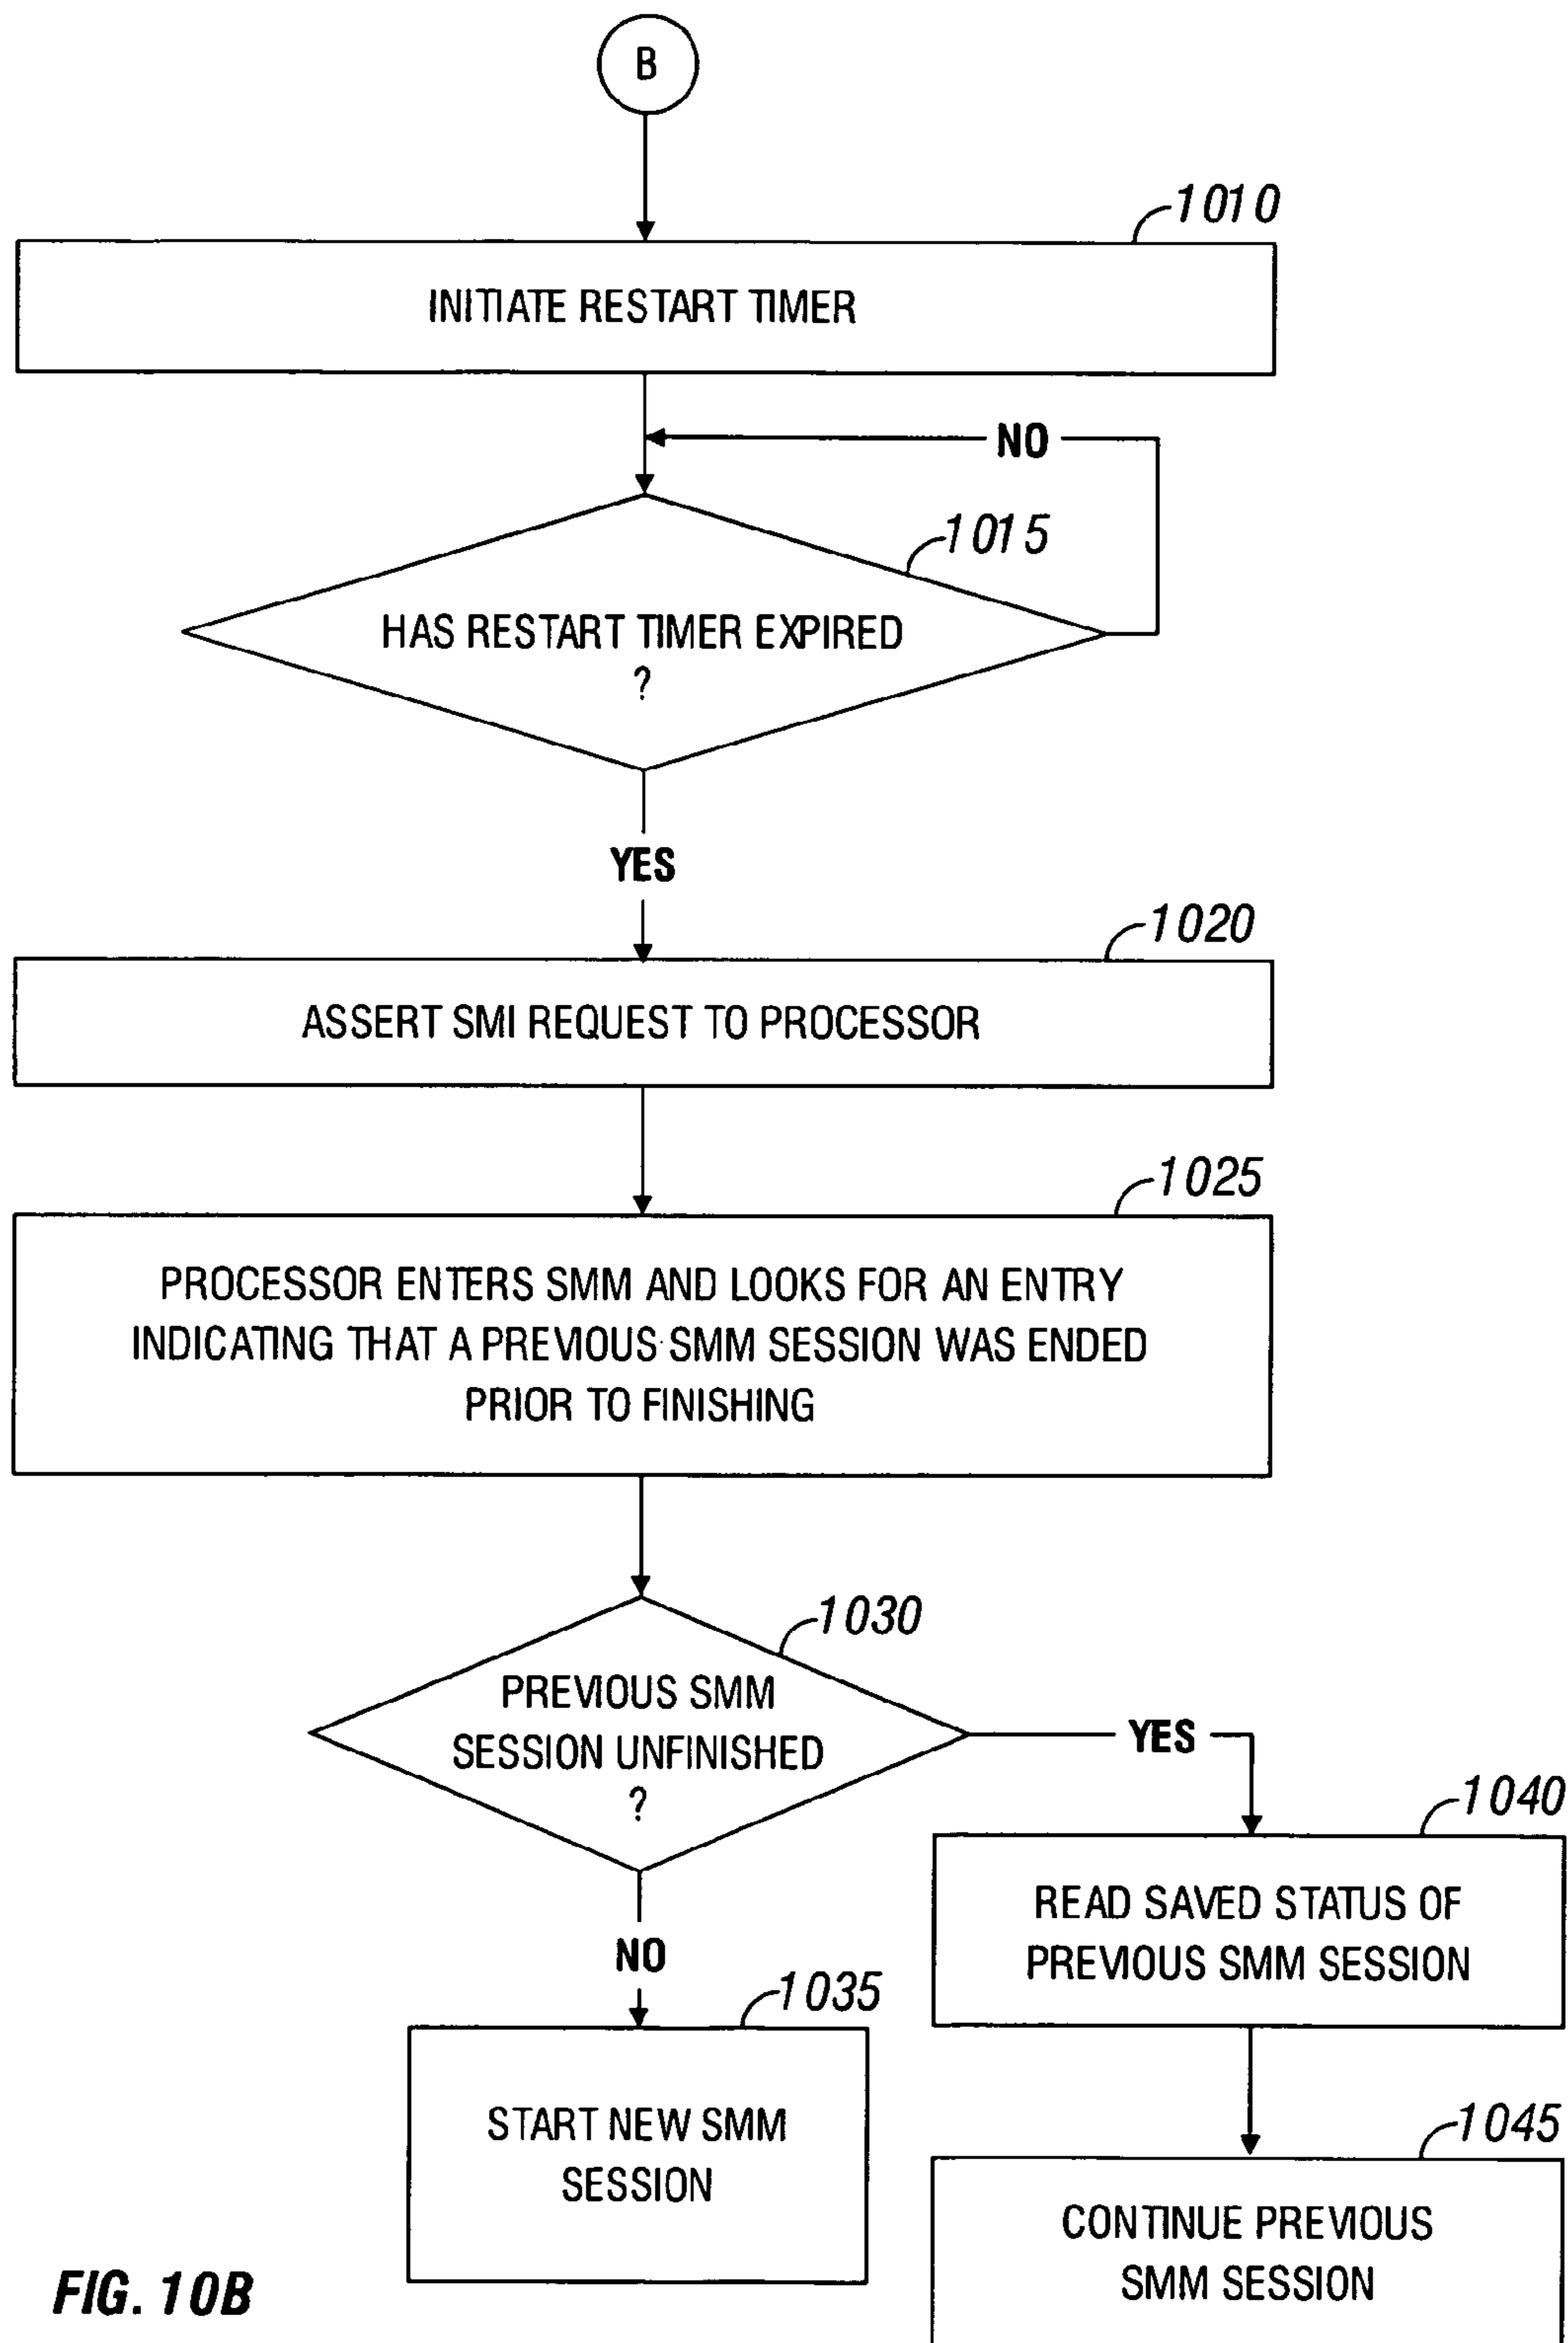 B
1010
INITIATE RESTART TIMER
NO
1015
HAS RESTART TIMER EXPIRED
?
YES
1020
ASSERT SMI REQUEST TO PROCESSOR
1025
PROCESSOR ENTERS SMM AND LOOKS FOR AN ENTRY
INDICATING THAT A PREVIOUS SMM SESSION WAS ENDED
PRIOR TO FINISHING
1030
PREVIOUS SMM
SESSION UNFINISHED
?
YES
1040
READ SAVED STATUS OF
PREVIOUS SMM SESSION
NO
1035
START NEW SMM
SESSION
1045
CONTINUE PREVIOUS
SMM SESSION
FIG. 10B